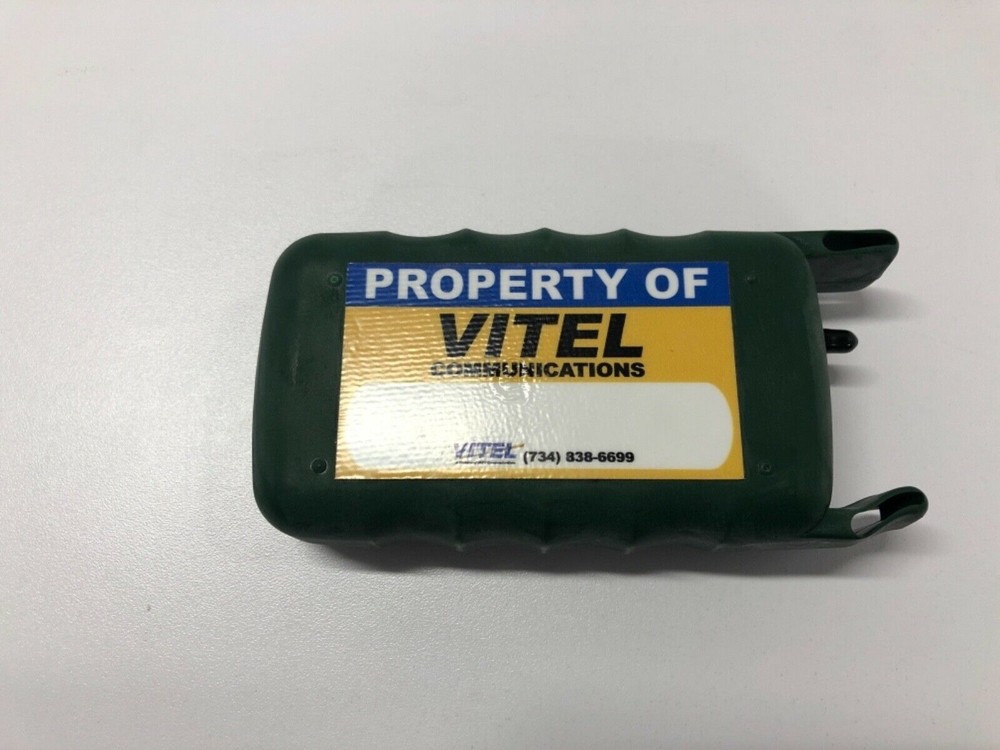 PROPERTY OF
VITEL
COMMUNICATIONS
VITEL (734) 838-6699